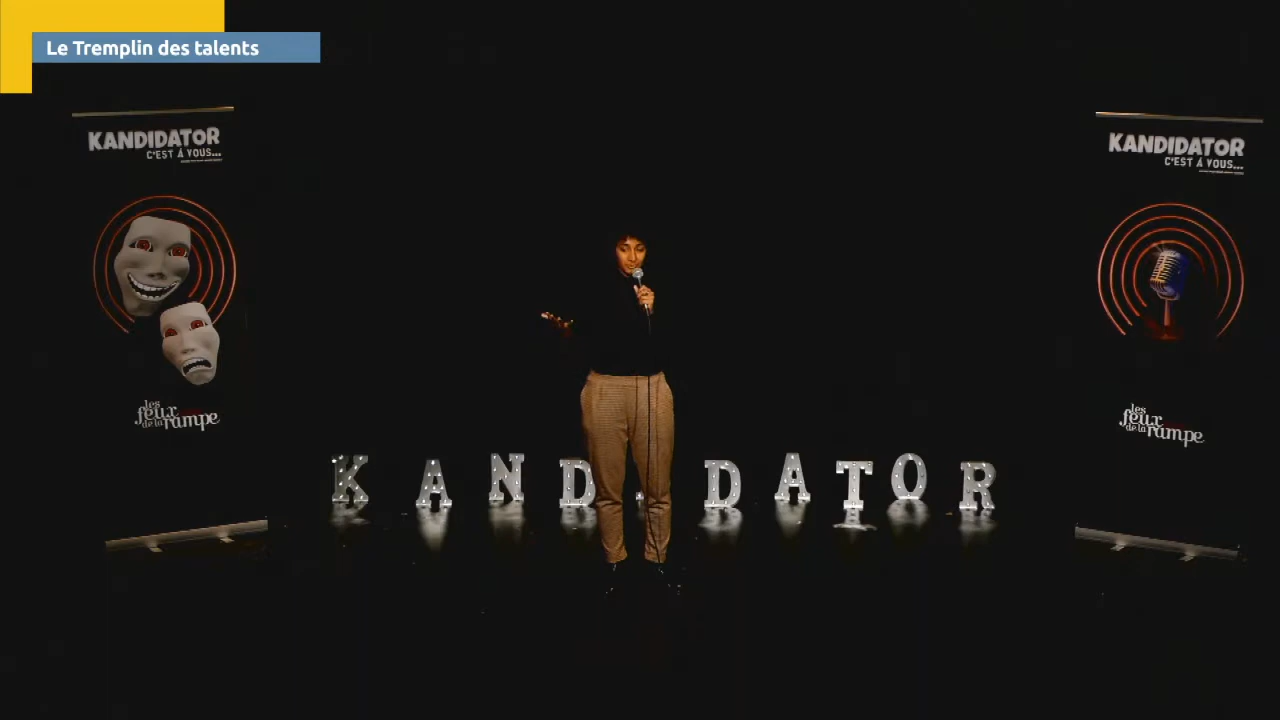 Le Tremplin des talents
KANDIDATOR
C'EST À VOUS...
les
feux
de la rampe
KANDIDATOR
C'EST À VOUS...
les
feux
de la rampe
KAND DATOR